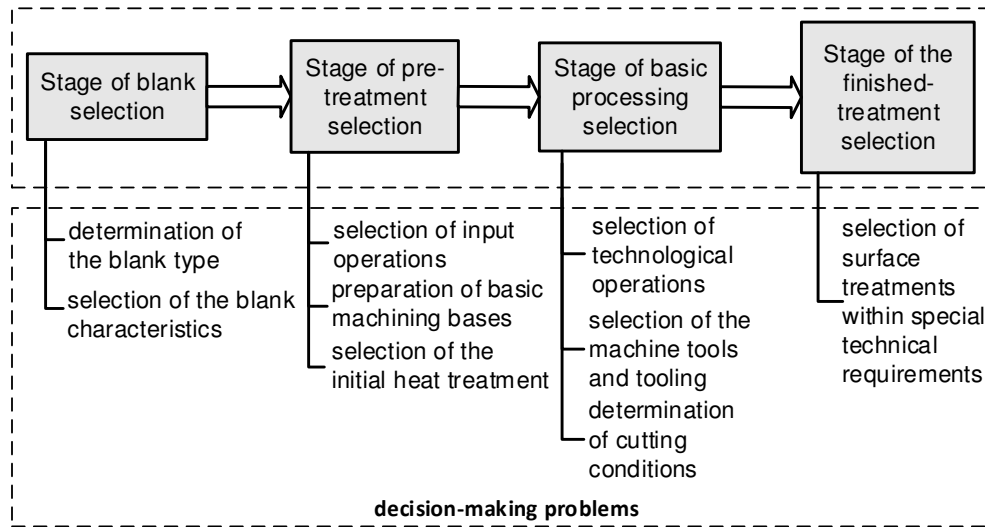 Stage of blank
selection
Stage of pre-
treatment
selection
Stage of basic
processing
selection
Stage of the
finished-
treatment
selection
determination of
the blank type
selection of the blank
characteristics
selection of input
operations
preparation of basic
machining bases
selection of the
initial heat treatment
selection of
technological
operations
selection of the
machine tools
and tooling
determination
of cutting
conditions
selection of
surface
treatments
within special
technical
requirements
decision-making problems